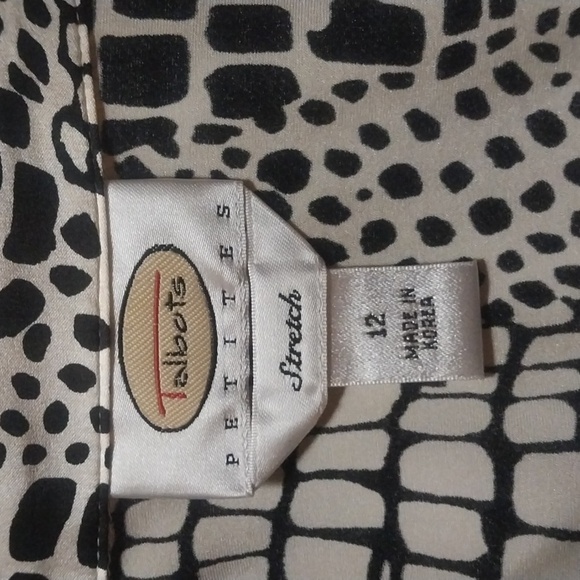 Talbots
PETITES
Stretch
12
MADE IN
KOREA